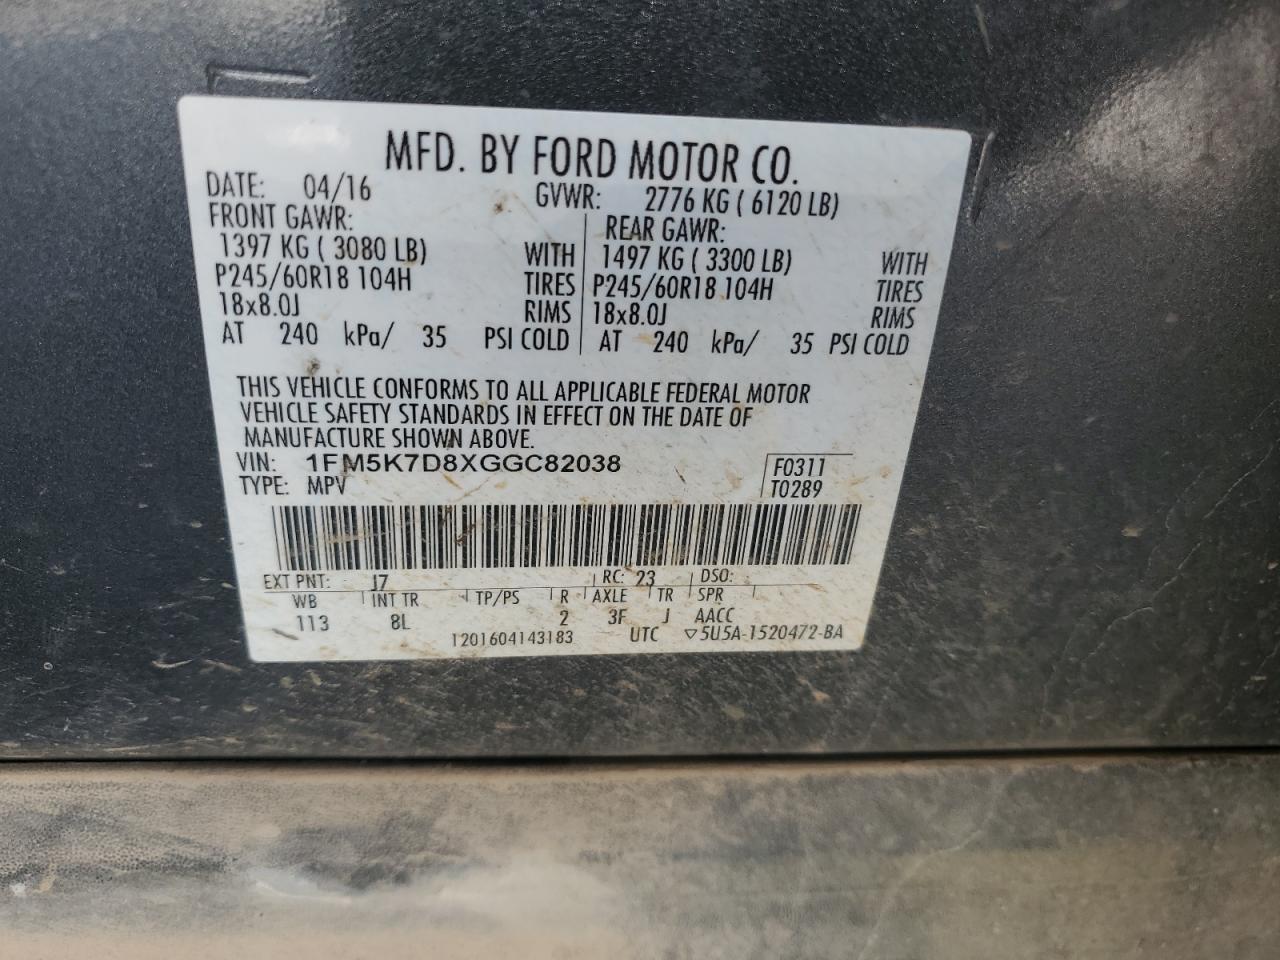 MFD. BY FORD MOTOR CO.
DATE: 04/16 GVWR: 2776 KG ( 6120 LB)
FRONT GAWR: REAR GAWR:
1397 KG ( 3080 LB) WITH 1497 KG ( 3300 LB) WITH
P245/60R18 104H TIRES P245/60R18 104H TIRES
18x8.0J RIMS 18x8.0J RIMS
AT 240 kPa/ 35 PSI COLD AT 240 kPa/ 35 PSI COLD
THIS VEHICLE CONFORMS TO ALL APPLICABLE FEDERAL MOTOR
VEHICLE SAFETY STANDARDS IN EFFECT ON THE DATE OF
MANUFACTURE SHOWN ABOVE.
VIN: 1FM5K7D8XGGC82038 F0311
TYPE: MPV T0289
EXT PNT: J7 RC: 23 DSO:
WB INT TR TP/PS R AXLE TR SPR
113 8L 2 3F J AACC
1201604143183 UTC ▽5U5A-1520472-BA